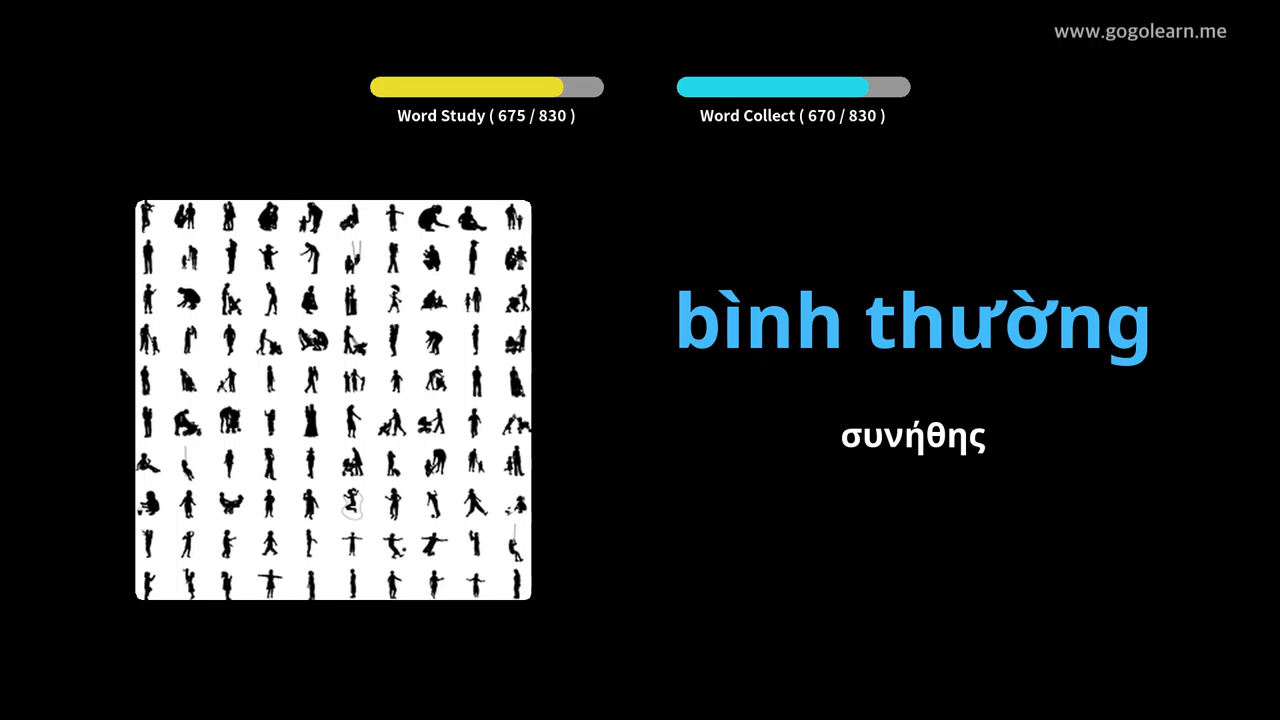 www.gogolearn.me
Word Study ( 675 / 830 )
Word Collect ( 670 / 830 )
bình thường
συνήθης